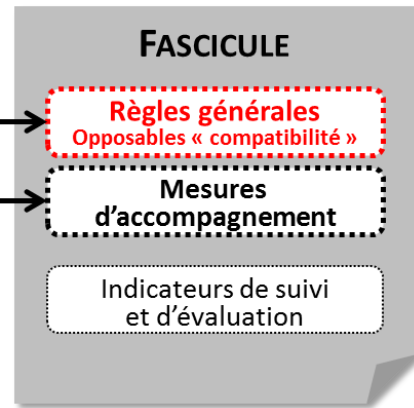 FASCICULE
Règles générales
Opposables « compatibilité »
Mesures
d'accompagnement
Indicateurs de suivi
et d'évaluation